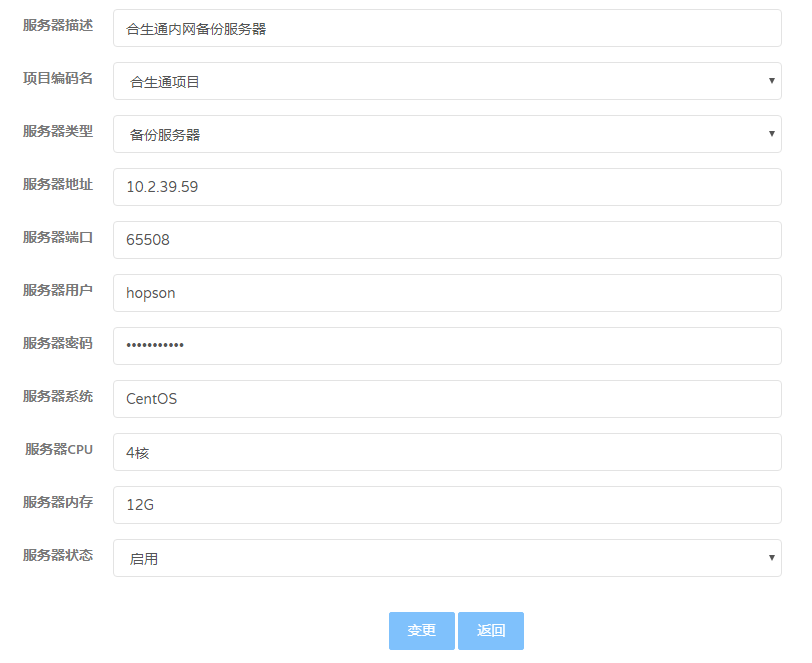 服务器描述 合生通内网备份服务器
项目编码名 合生通项目
服务器类型 备份服务器
服务器地址 10.2.39.59
服务器端口 65508
服务器用户 hopson
服务器密码 •••••••••••
服务器系统 CentOS
服务器CPU 4核
服务器内存 12G
服务器状态 启用
变更 返回